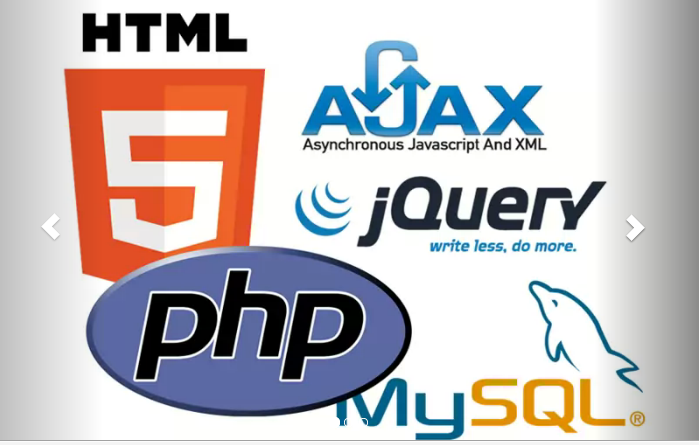 HTML
5
AJAX
Asynchronous Javascript And XML
jQuery
write less, do more.
php
MySQL®